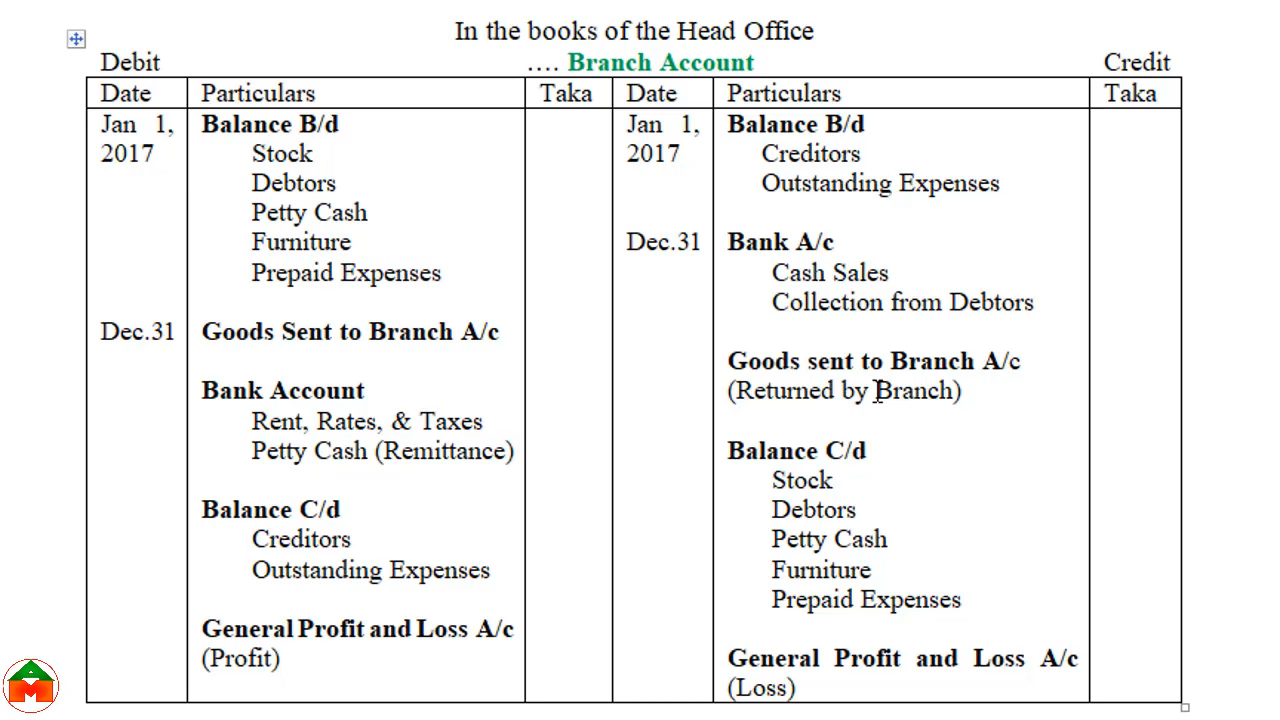 In the books of the Head Office
Debit .... Branch Account Credit
Date Particulars Taka Date Particulars Taka
Jan 1, 2017
Balance B/d
Stock
Debtors
Petty Cash
Furniture
Prepaid Expenses
Dec.31 Goods Sent to Branch A/c
Bank Account
Rent, Rates, & Taxes
Petty Cash (Remittance)
Balance C/d
Creditors
Outstanding Expenses
General Profit and Loss A/c
(Profit)
Jan 1, 2017
Balance B/d
Creditors
Outstanding Expenses
Dec.31 Bank A/c
Cash Sales
Collection from Debtors
Goods sent to Branch A/c
(Returned by Branch)
Balance C/d
Stock
Debtors
Petty Cash
Furniture
Prepaid Expenses
General Profit and Loss A/c
(Loss)